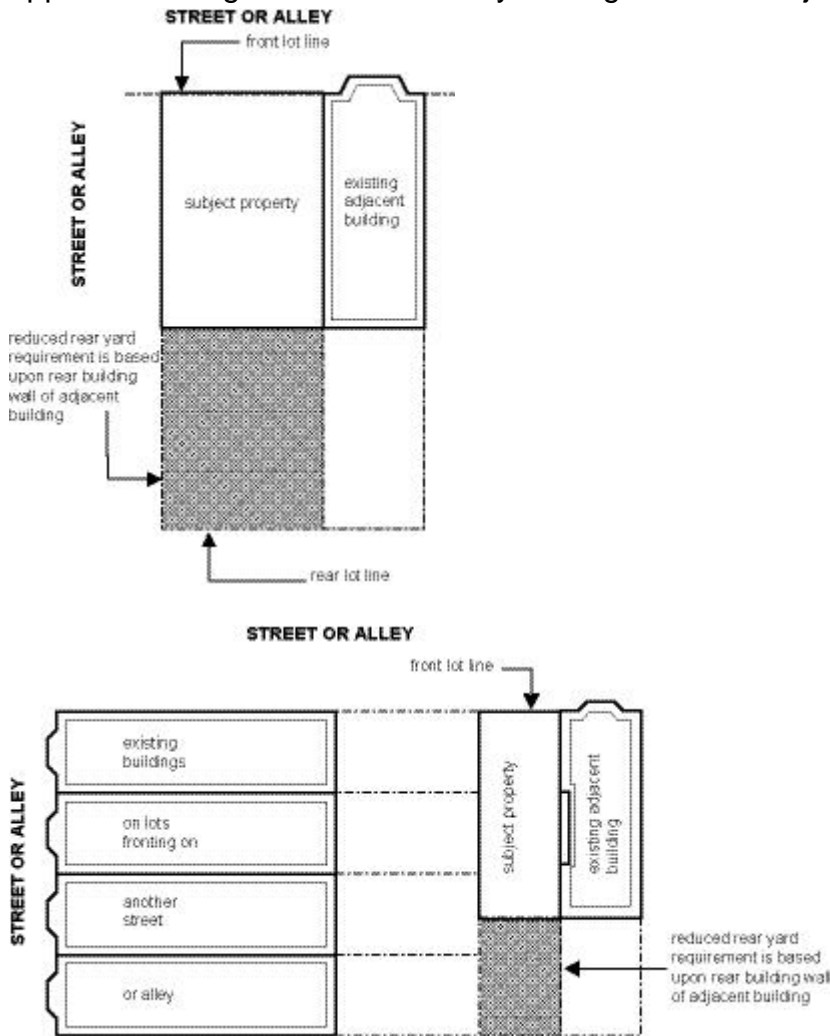 STREET OR ALLEY
front lot line
STREET OR ALLEY
subject property
existing
adjacent
building
reduced rear yard
requirement is based
upon rear building
wall of adjacent
building
rear lot line
STREET OR ALLEY
front lot line
STREET OR ALLEY
existing
buildings
on lots
fronting on
another
street
or alley
subject property
existing adjacent
building
reduced rear yard
requirement is based
upon rear building wall
of adjacent building